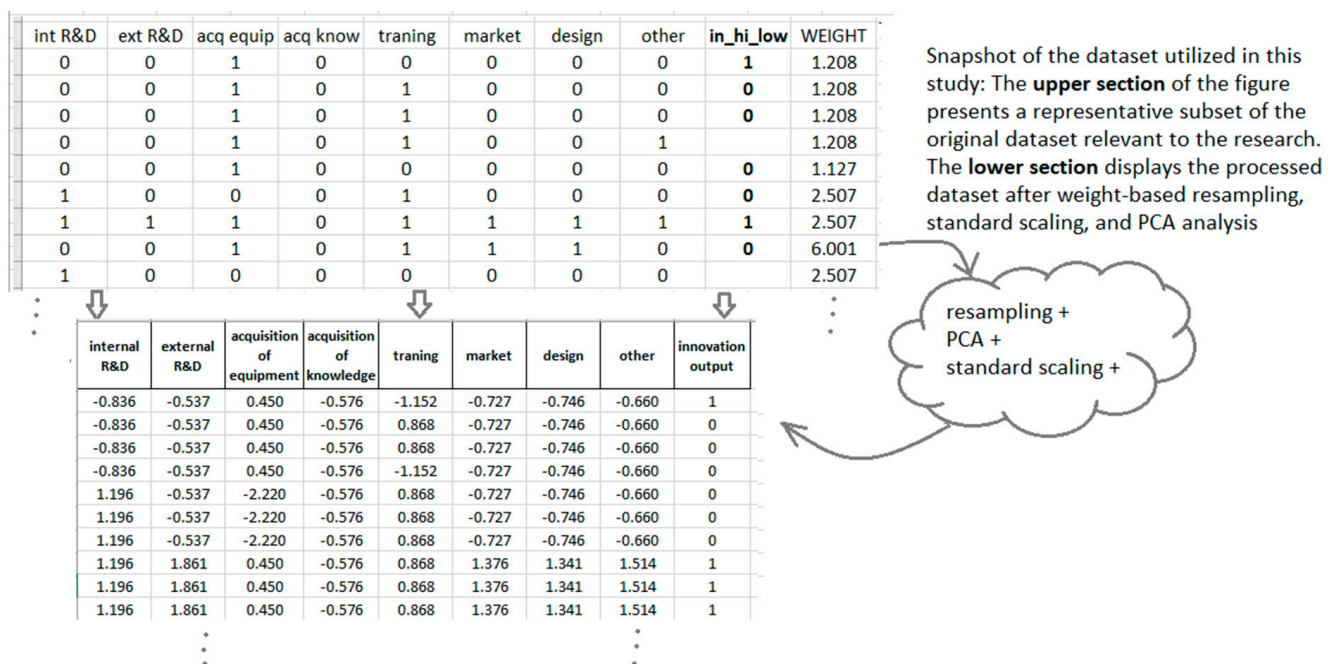 int R&D ext R&D acq equip acq know traning market design other in_hi_low WEIGHT
0 0 1 0 0 0 0 0 1 1.208
0 0 1 0 1 0 0 0 0 1.208
0 0 1 0 1 0 0 0 0 1.208
0 0 1 0 1 0 0 1 1.208
0 0 1 0 0 0 0 0 0 1.127
1 0 0 0 1 0 0 0 0 2.507
1 1 1 0 1 1 1 1 1 2.507
0 0 1 0 1 1 1 0 0 6.001
1 0 0 0 0 0 0 0 2.507
Snapshot of the dataset utilized in this
study: The upper section of the figure
presents a representative subset of the
original dataset relevant to the research.
The lower section displays the processed
dataset after weight-based resampling,
standard scaling, and PCA analysis
resampling +
PCA +
standard scaling +
internal R&D external R&D acquisition of equipment acquisition of knowledge traning market design other innovation output
-0.836 -0.537 0.450 -0.576 -1.152 -0.727 -0.746 -0.660 1
-0.836 -0.537 0.450 -0.576 0.868 -0.727 -0.746 -0.660 0
-0.836 -0.537 0.450 -0.576 0.868 -0.727 -0.746 -0.660 0
-0.836 -0.537 0.450 -0.576 -1.152 -0.727 -0.746 -0.660 0
1.196 -0.537 -2.220 -0.576 0.868 -0.727 -0.746 -0.660 0
1.196 -0.537 -2.220 -0.576 0.868 -0.727 -0.746 -0.660 0
1.196 -0.537 -2.220 -0.576 0.868 -0.727 -0.746 -0.660 0
1.196 1.861 0.450 -0.576 0.868 1.376 1.341 1.514 1
1.196 1.861 0.450 -0.576 0.868 1.376 1.341 1.514 1
1.196 1.861 0.450 -0.576 0.868 1.376 1.341 1.514 1